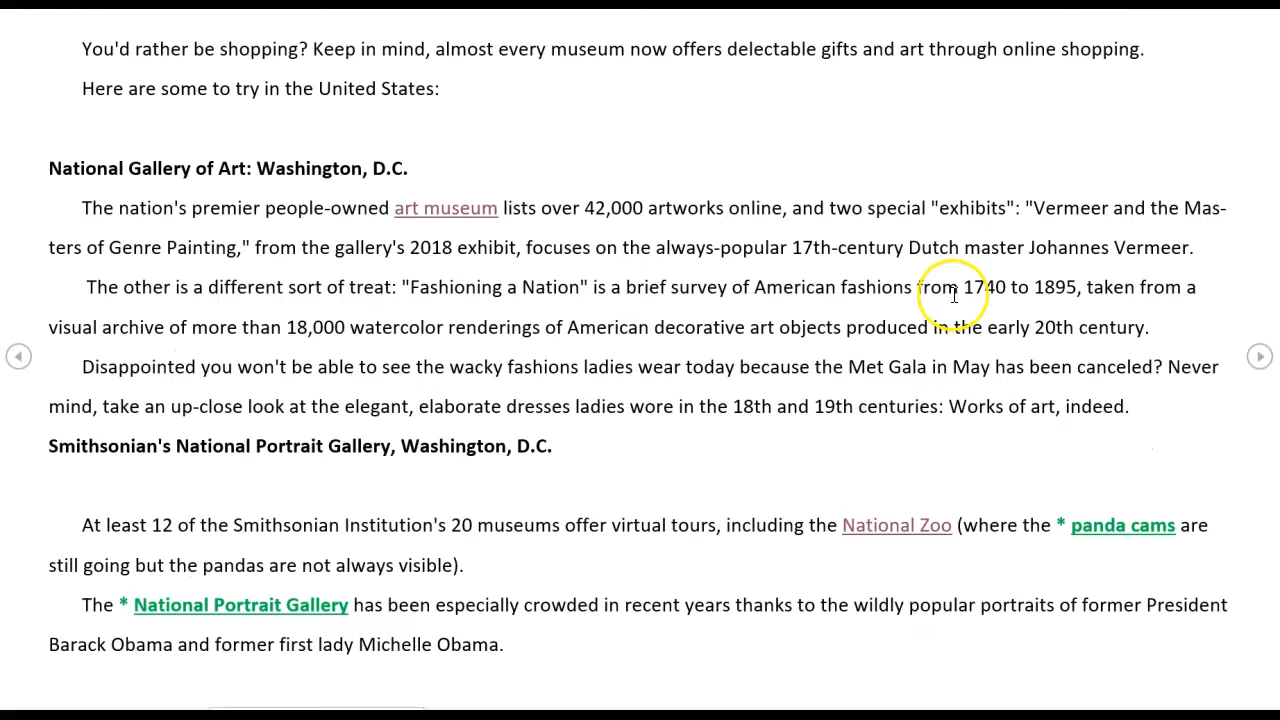 You'd rather be shopping? Keep in mind, almost every museum now offers delectable gifts and art through online shopping.
Here are some to try in the United States:
National Gallery of Art: Washington, D.C.
The nation's premier people-owned art museum lists over 42,000 artworks online, and two special "exhibits": "Vermeer and the Mas-
ters of Genre Painting," from the gallery's 2018 exhibit, focuses on the always-popular 17th-century Dutch master Johannes Vermeer.
The other is a different sort of treat: "Fashioning a Nation" is a brief survey of American fashions from 1740 to 1895, taken from a
visual archive of more than 18,000 watercolor renderings of American decorative art objects produced in the early 20th century.
Disappointed you won't be able to see the wacky fashions ladies wear today because the Met Gala in May has been canceled? Never
mind, take an up-close look at the elegant, elaborate dresses ladies wore in the 18th and 19th centuries: Works of art, indeed.
Smithsonian's National Portrait Gallery, Washington, D.C.
At least 12 of the Smithsonian Institution's 20 museums offer virtual tours, including the National Zoo (where the * panda cams are
still going but the pandas are not always visible).
The * National Portrait Gallery has been especially crowded in recent years thanks to the wildly popular portraits of former President
Barack Obama and former first lady Michelle Obama.